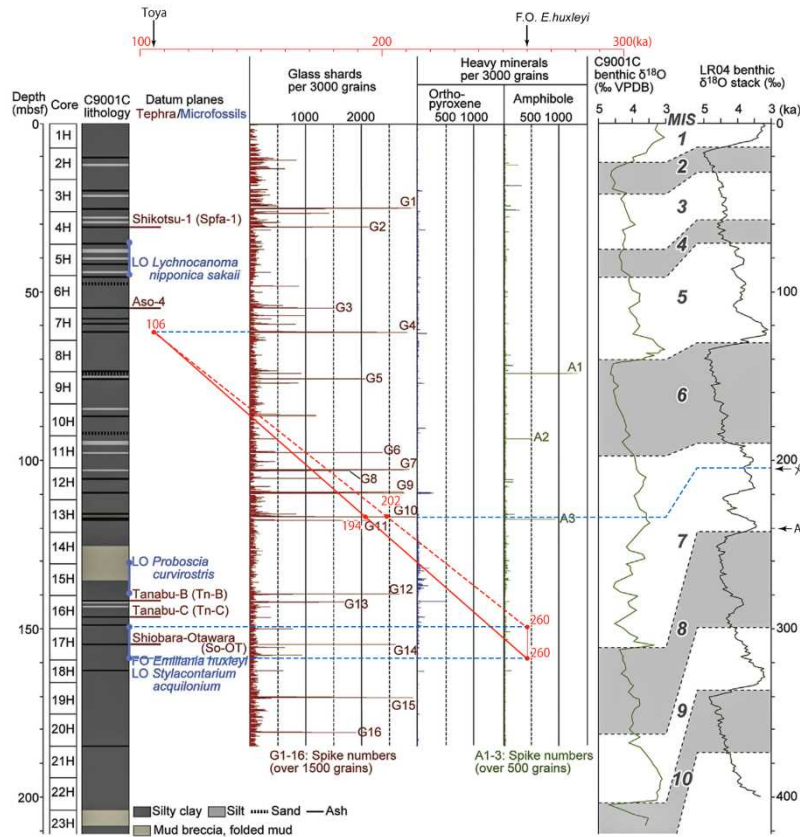 Toya
F.O. E.huxleyi
100
200
300(ka)
Depth (mbsf)
Core
C9001C lithology
Datum planes
Tephra/Microfossils
Glass shards
per 3000 grains
1000 2000
Heavy minerals
per 3000 grains
Ortho-
pyroxene
500 1000
Amphibole
500 1000
C9001C
benthic δ18O
(‰ VPDB)
5 4 3
MIS
LR04 benthic
δ18O stack (‰)
5 4 3 (ka)
0
50
100
150
200
1H
2H
3H
4H
5H
6H
7H
8H
9H
10H
11H
12H
13H
14H
15H
16H
17H
18H
19H
20H
21H
22H
23H
Shikotsu-1 (Spfa-1)
LO Lychnocanoma
nipponica sakaii
Aso-4
106
LO Proboscia
curvirostris
Tanabu-B (Tn-B)
Tanabu-C (Tn-C)
Shiobara-Otawara
(So-OT)
FO Emiliania huxleyi
LO Stylacontarium
acquilonium
G1
G2
G3
G4
G5
G6
G7
G8
G9
G10
G11
G12
G13
G14
G15
G16
202
194
260
260
A1
A2
A3
1
2
3
4
5
6
7
8
9
10
0
100
200
300
400
A
G1-16: Spike numbers
(over 1500 grains)
A1-3: Spike numbers
(over 500 grains)
Silty clay Silt Sand Ash
Mud breccia, folded mud